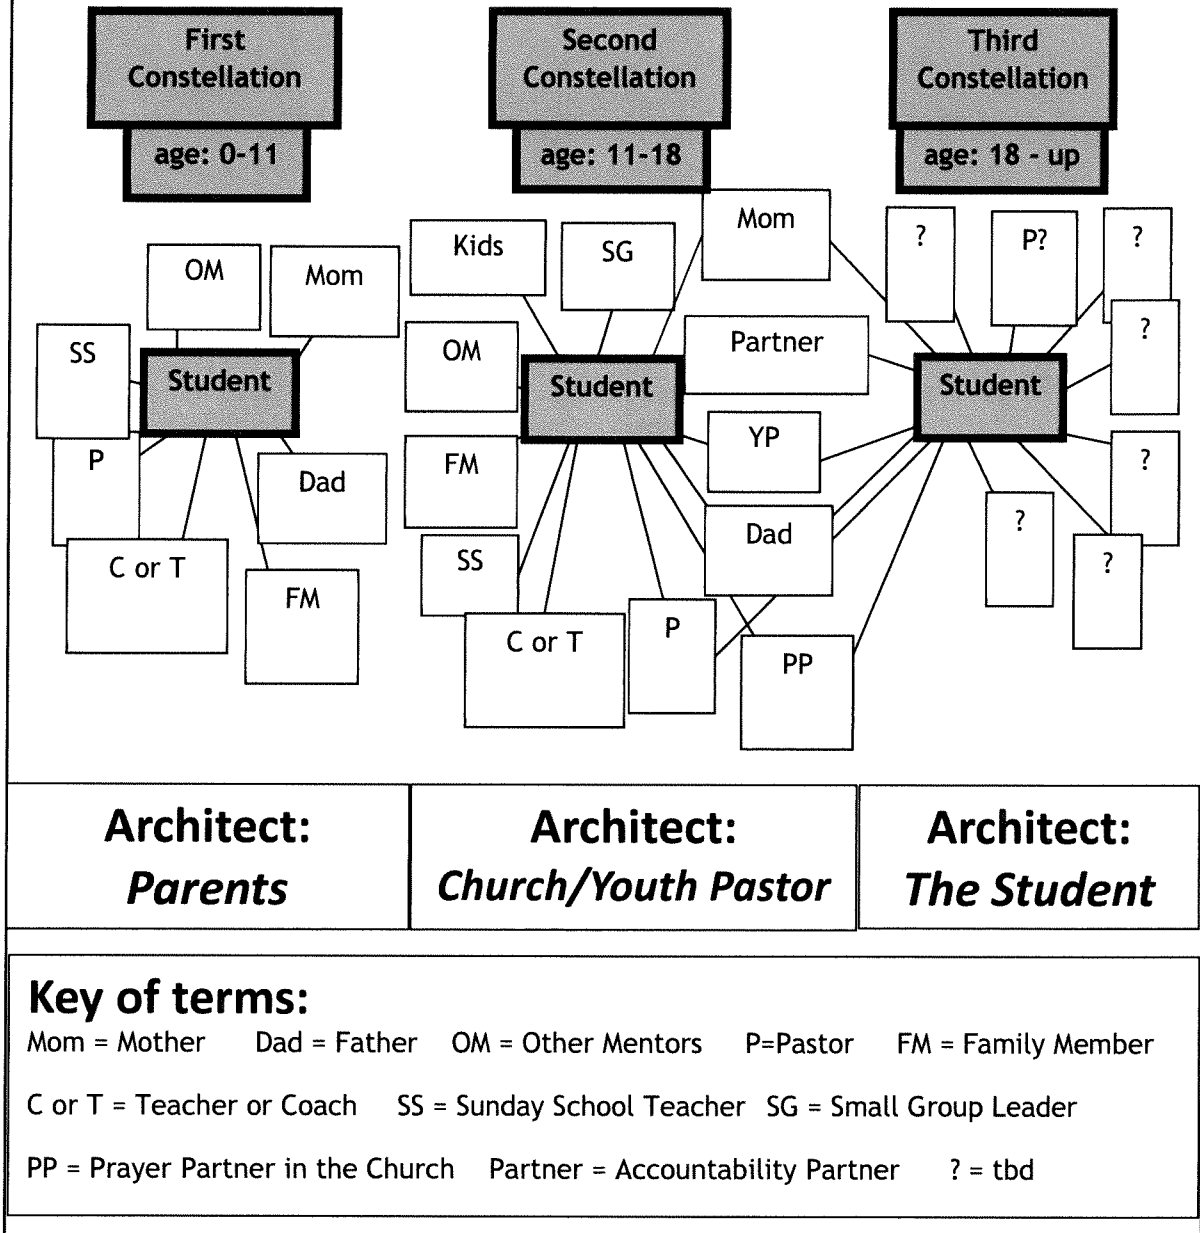 First
Constellation
age: 0-11
OM
Mom
SS
Student
P
Dad
C or T
FM
Second
Constellation
age: 11-18
Mom
Kids
SG
OM
Partner
Student
YP
FM
Dad
SS
C or T
P
PP
Third
Constellation
age: 18 - up
?
P?
?
?
Student
?
?
?
Architect:
Parents
Architect:
Church/Youth Pastor
Architect:
The Student
Key of terms:
Mom = Mother Dad = Father OM = Other Mentors P=Pastor FM = Family Member
C or T = Teacher or Coach SS = Sunday School Teacher SG = Small Group Leader
PP = Prayer Partner in the Church Partner = Accountability Partner ? = tbd